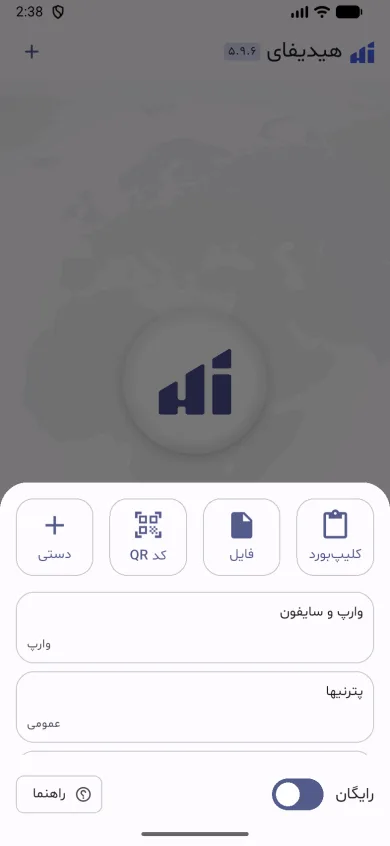 2:38
هیدیفای ۵.۹.۶
کلیپ‌بورد
فایل
کد QR
دستی
وارپ و سایفون
وارپ
پترنیها
عمومی
رایگان
راهنما